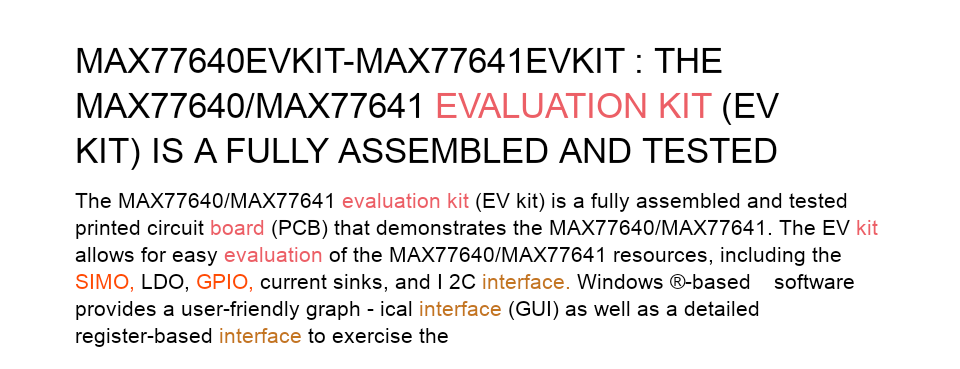 MAX77640EVKIT-MAX77641EVKIT : THE
MAX77640/MAX77641 EVALUATION KIT (EV
KIT) IS A FULLY ASSEMBLED AND TESTED
The MAX77640/MAX77641 evaluation kit (EV kit) is a fully assembled and tested
printed circuit board (PCB) that demonstrates the MAX77640/MAX77641. The EV kit
allows for easy evaluation of the MAX77640/MAX77641 resources, including the
SIMO, LDO, GPIO, current sinks, and I 2C interface. Windows ®-based    software
provides a user-friendly graph - ical interface (GUI) as well as a detailed
register-based interface to exercise the